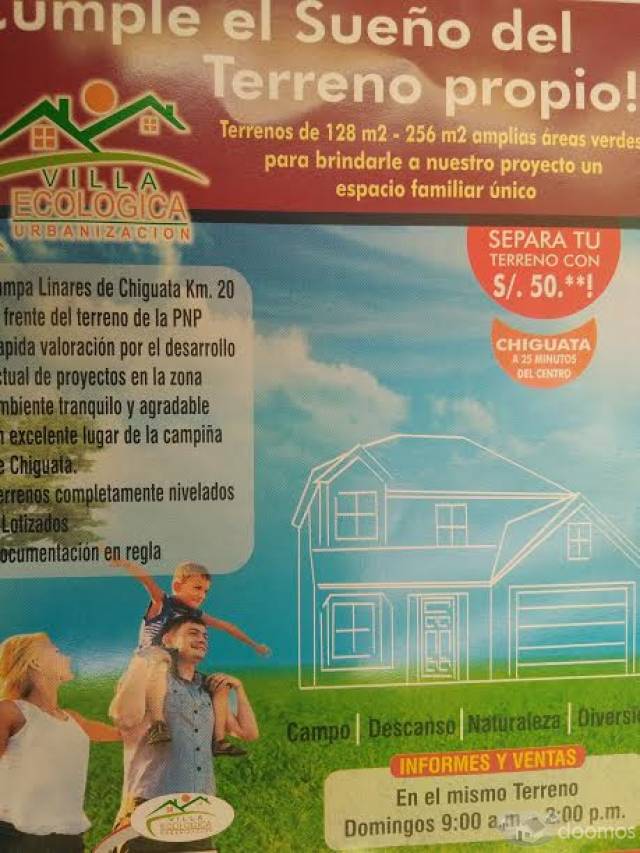 umple el Sueño del
Terreno propio!
Terrenos de 128 m2 - 256 m2 amplias áreas verdes
para brindarle a nuestro proyecto un
espacio familiar único
VILLA
ECOLOGICA
URBANIZACION
SEPARA TU
TERRENO CON
S/. 50.**!
CHIGUATA
A 25 MINUTOS
DEL CENTRO
ampa Linares de Chiguata Km. 20
frente del terreno de la PNP
apida valoración por el desarrollo
ctual de proyectos en la zona
mbiente tranquilo y agradable
n excelente lugar de la campiña
e Chiguata.
errenos completamente nivelados
Lotizados
ocumentación en regla
Campo | Descanso | Naturaleza | Diversi
INFORMES Y VENTAS
En el mismo Terreno
Domingos 9:00 a.m. - 2:00 p.m.
VILLA
ECOLOGICA
URBANIZACION
doomos